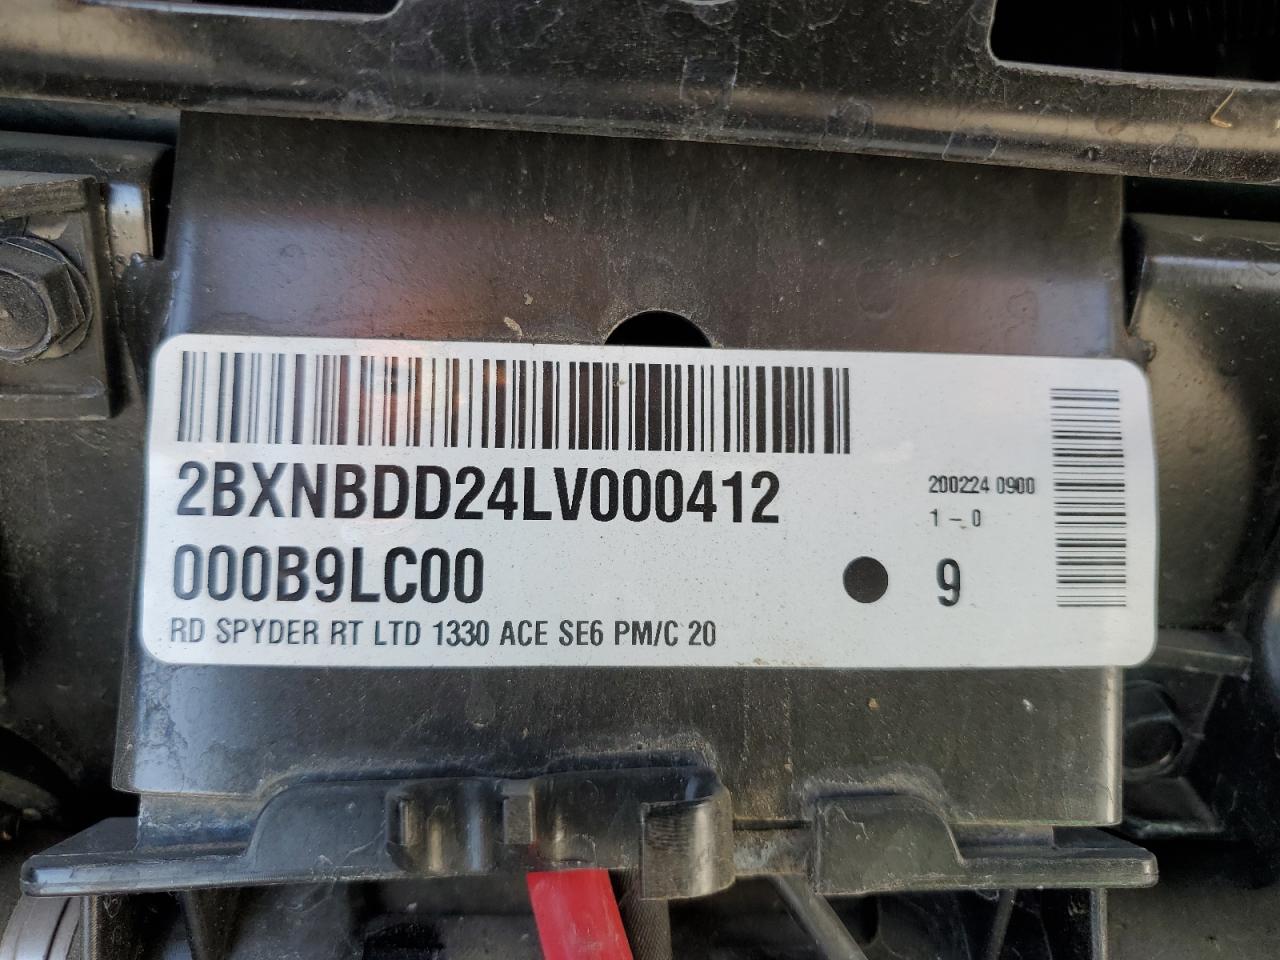 2BXNBDD24LV000412
200224 0900
1 - 0
000B9LC00
9
RD SPYDER RT LTD 1330 ACE SE6 PM/C 20